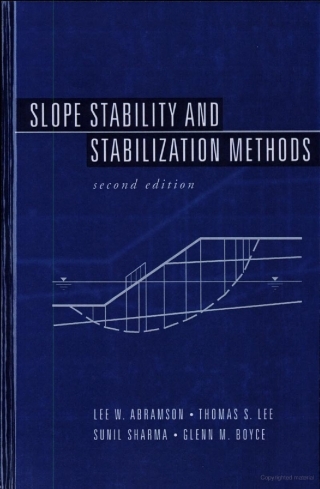 SLOPE STABILITY AND
STABILIZATION METHODS
second edition
LEE W. ABRAMSON • THOMAS S. LEE
SUNIL SHARMA • GLENN M. BOYCE
Copyrighted material